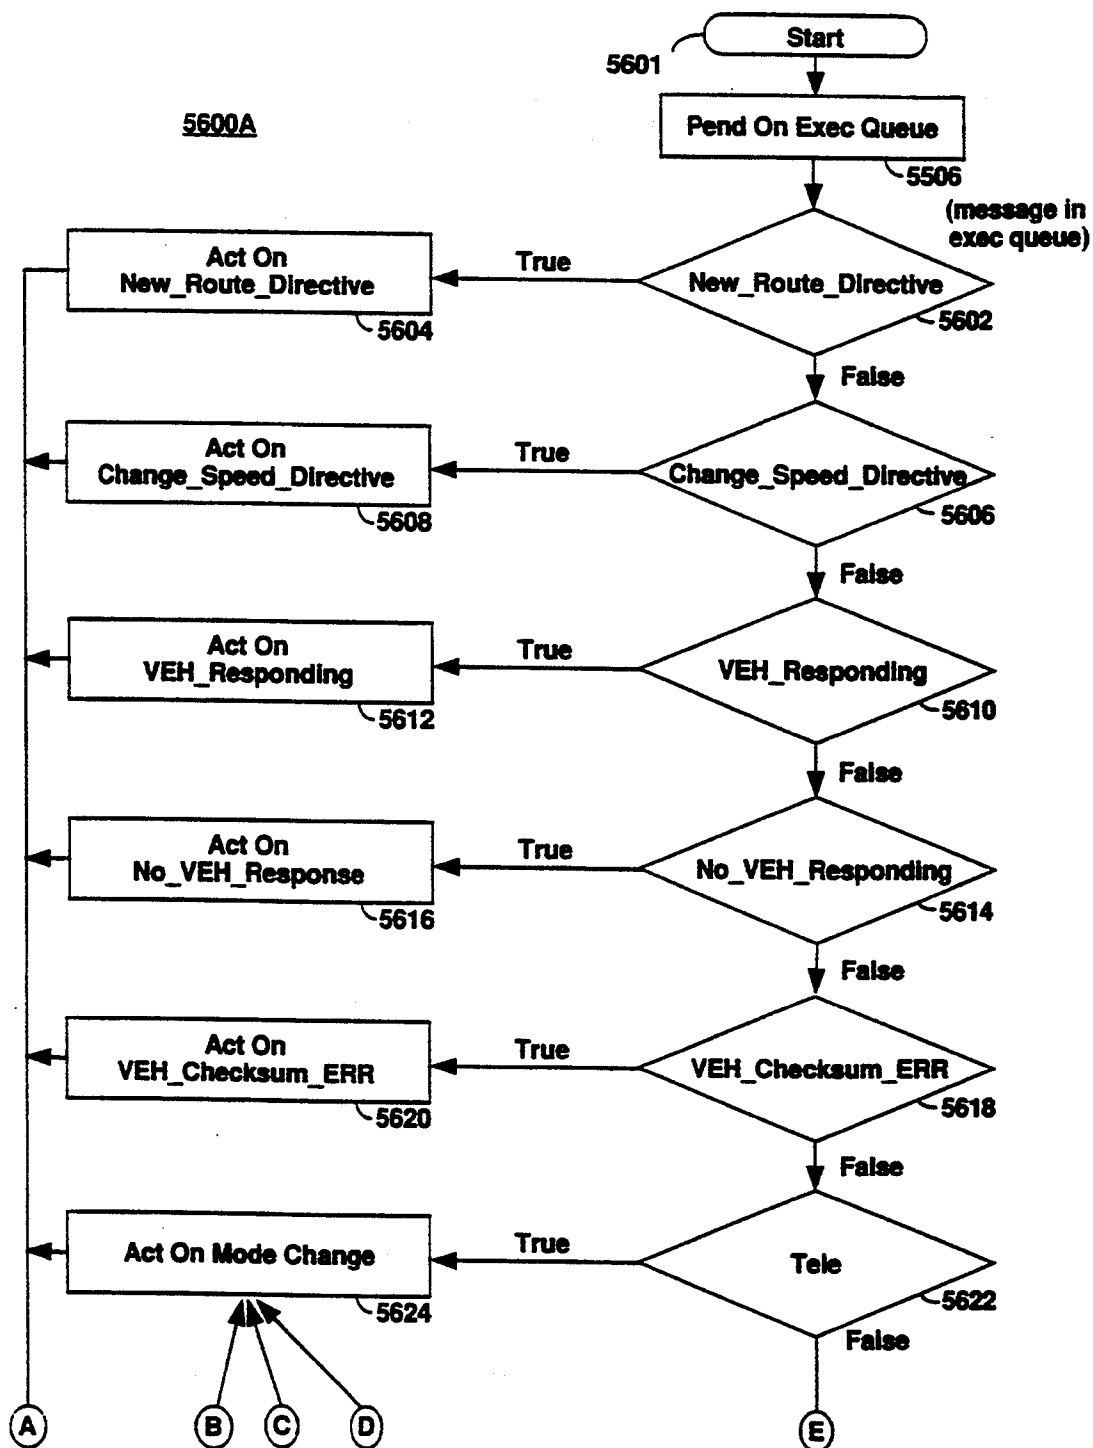 Start
5601
5600A
Pend On Exec Queue
5506
(message in
exec queue)
Act On
New_Route_Directive
5604
True
New_Route_Directive
5602
False
Act On
Change_Speed_Directive
5608
True
Change_Speed_Directive
5606
False
Act On
VEH_Responding
5612
True
VEH_Responding
5610
False
Act On
No_VEH_Response
5616
True
No_VEH_Responding
5614
False
Act On
VEH_Checksum_ERR
5620
True
VEH_Checksum_ERR
5618
False
Act On Mode Change
5624
True
Tele
5622
False
A
B
C
D
E